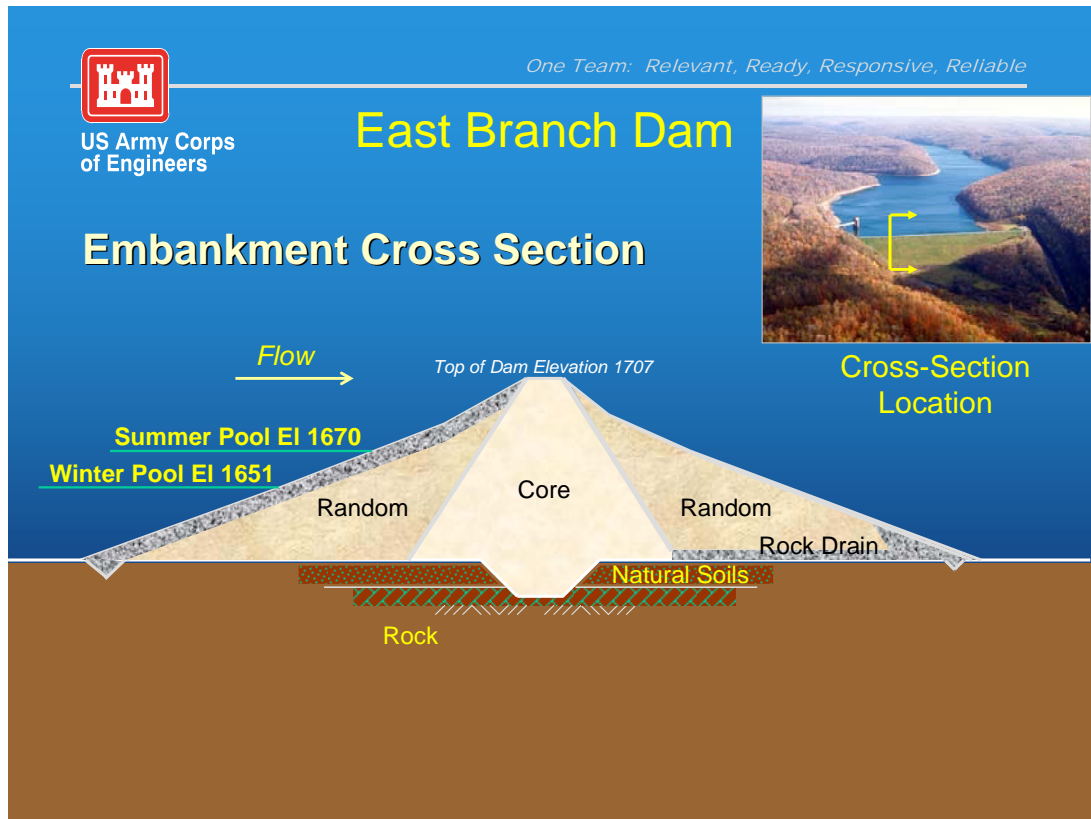 One Team: Relevant, Ready, Responsive, Reliable
US Army Corps
of Engineers
East Branch Dam
Embankment Cross Section
Flow
Top of Dam Elevation 1707
Cross-Section
Location
Summer Pool El 1670
Winter Pool El 1651
Core
Random
Random
Rock Drain
Natural Soils
Rock